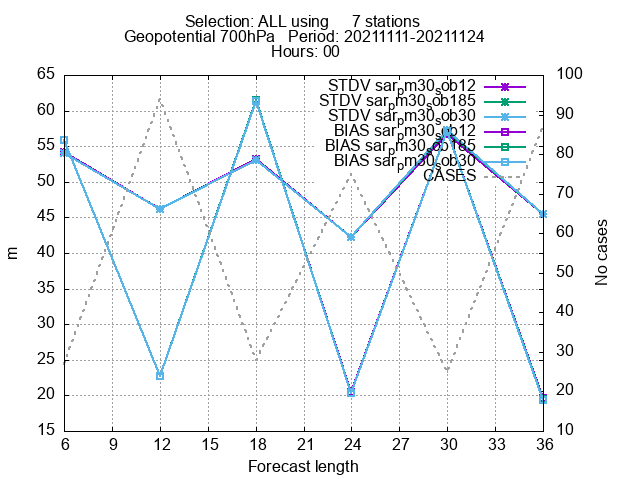 Selection: ALL using 7 stations
Geopotential 700hPa Period: 20211111-20211124
Hours: 00
65 100
STDV sar_pm30_sob12
STDV sar_pm30_sob185
60 90
STDV sar_pm30_sob30
BIAS sar_pm30_sob12
55 80
BIAS sar_pm30_sob185
BIAS sar_pm30_sob30
CASES
50 70
45 60
m
No cases
40 50
35 40
30
25 30
20 20
15 10
6 9 12 15 18 21 24 27 30 33 36
Forecast length